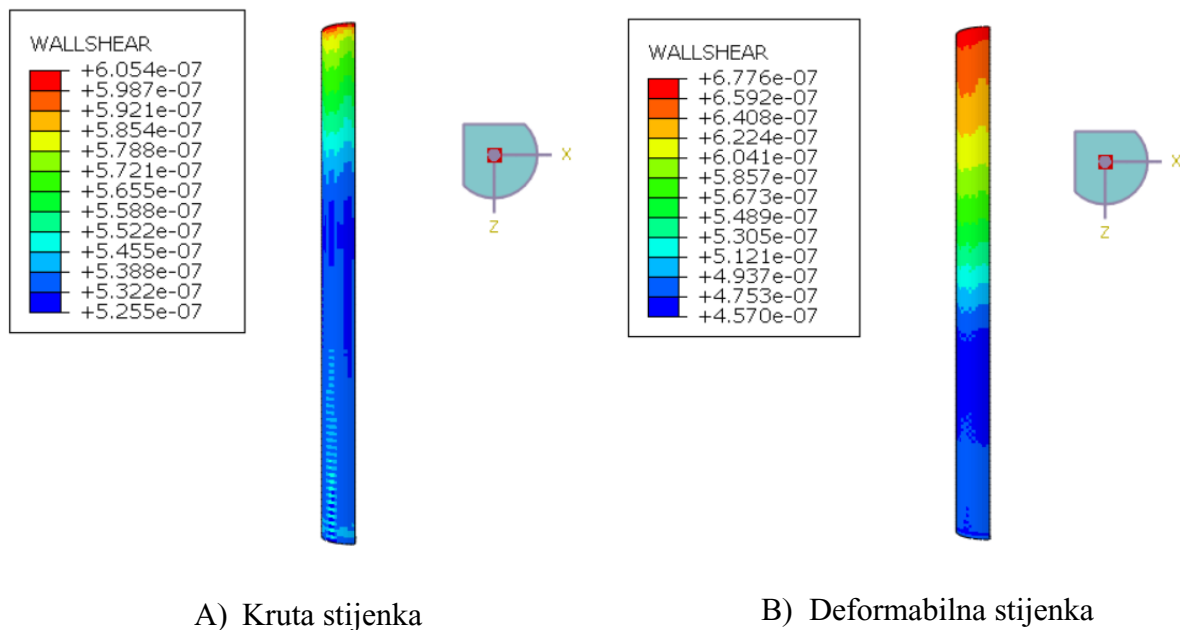 WALLSHEAR
+6.054e-07
+5.987e-07
+5.921e-07
+5.854e-07
+5.788e-07
+5.721e-07
+5.655e-07
+5.588e-07
+5.522e-07
+5.455e-07
+5.388e-07
+5.322e-07
+5.255e-07
X
Z
WALLSHEAR
+6.776e-07
+6.592e-07
+6.408e-07
+6.224e-07
+6.041e-07
+5.857e-07
+5.673e-07
+5.489e-07
+5.305e-07
+5.121e-07
+4.937e-07
+4.753e-07
+4.570e-07
X
Z
A) Kruta stijenka
B) Deformabilna stijenka